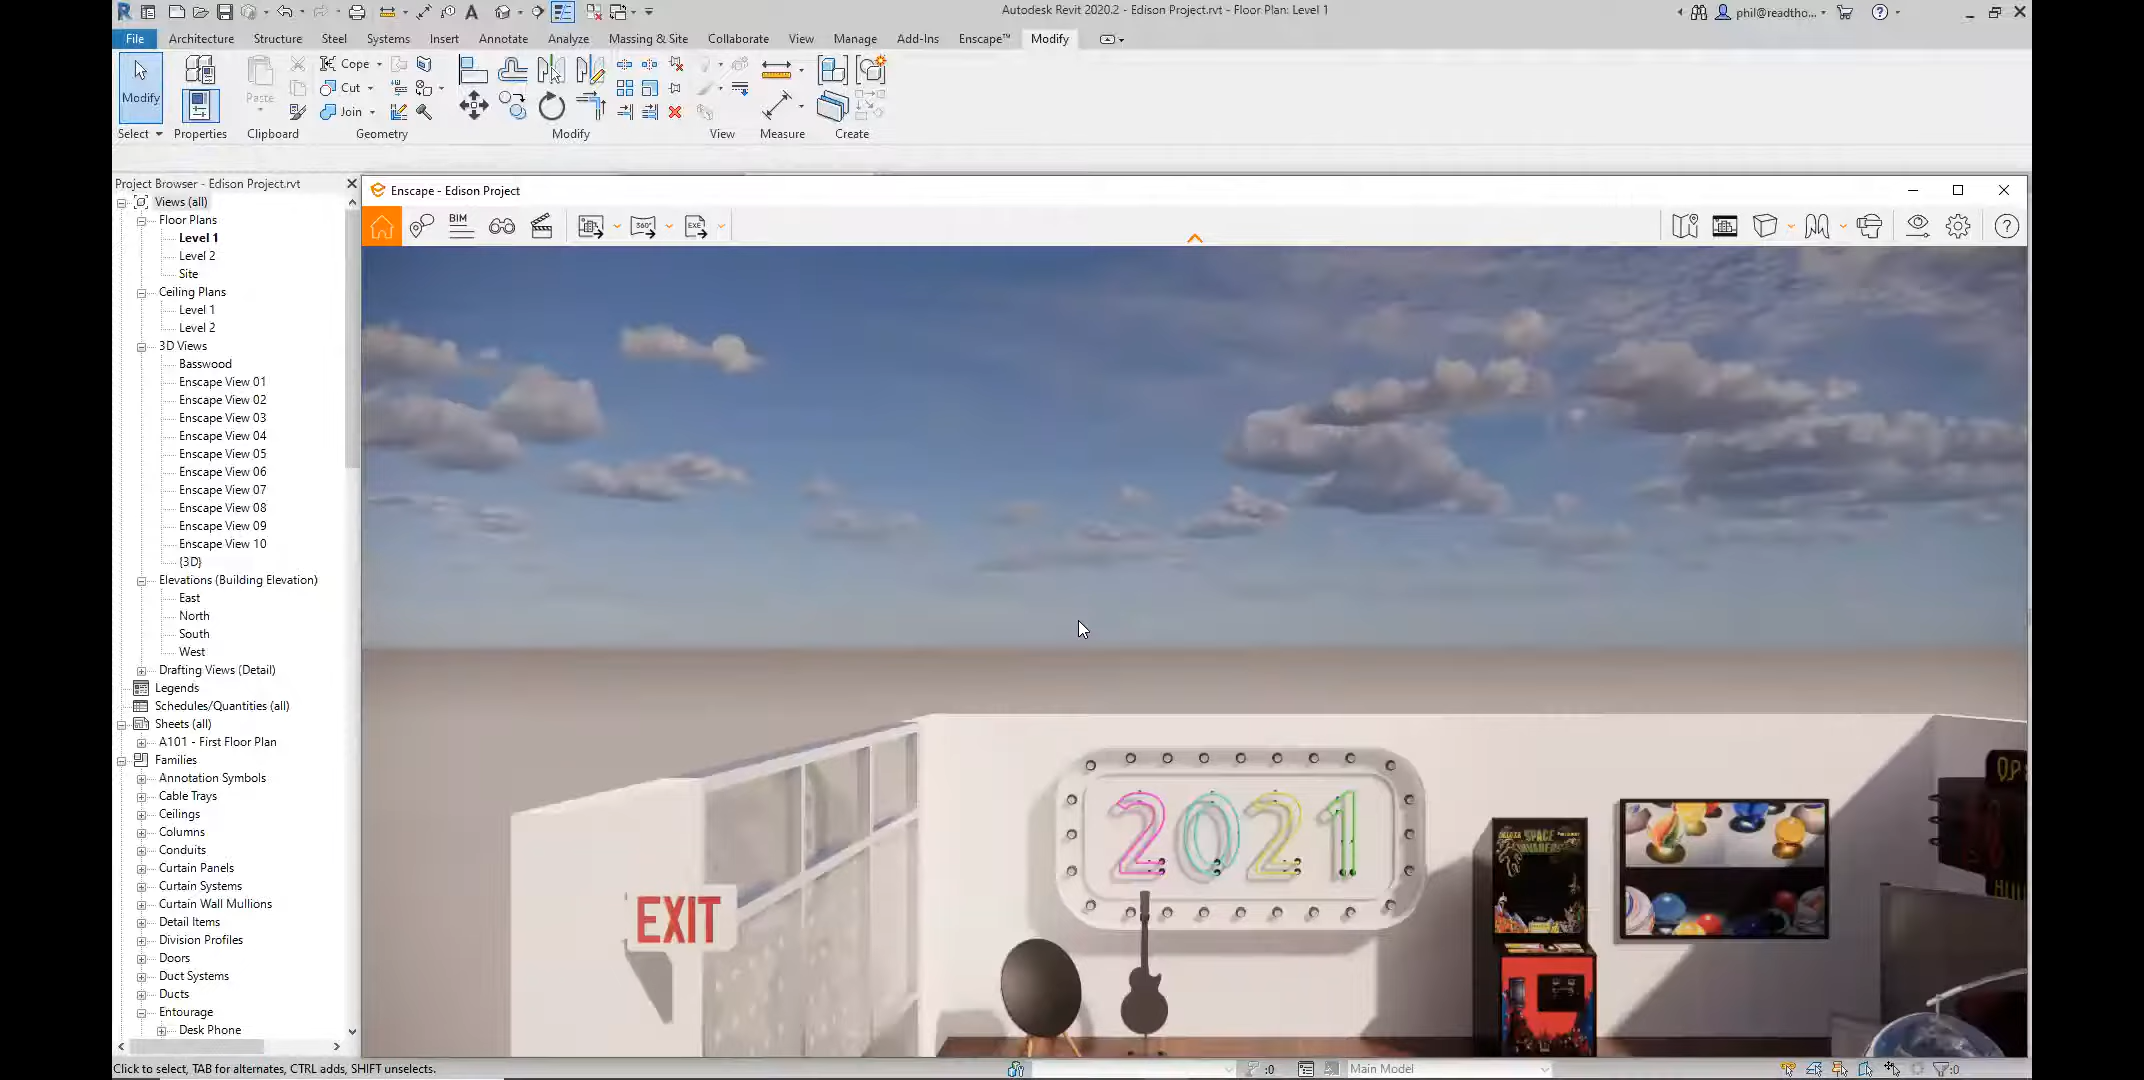 Autodesk Revit 2020.2 - Edison Project.rvt - Floor Plan: Level 1
phil@readtho...
File Architecture Structure Steel Systems Insert Annotate Analyze Massing & Site Collaborate View Manage Add-Ins Enscape™ Modify
Modify
Paste
Cope
Cut
Join
Select Properties Clipboard Geometry Modify View Measure Create
Project Browser - Edison Project.rvt
Views (all)
Floor Plans
Level 1
Level 2
Site
Ceiling Plans
Level 1
Level 2
3D Views
Basswood
Enscape View 01
Enscape View 02
Enscape View 03
Enscape View 04
Enscape View 05
Enscape View 06
Enscape View 07
Enscape View 08
Enscape View 09
Enscape View 10
{3D}
Elevations (Building Elevation)
East
North
South
West
Drafting Views (Detail)
Legends
Schedules/Quantities (all)
Sheets (all)
A101 - First Floor Plan
Families
Annotation Symbols
Cable Trays
Ceilings
Columns
Conduits
Curtain Panels
Curtain Systems
Curtain Wall Mullions
Detail Items
Division Profiles
Doors
Duct Systems
Ducts
Entourage
Desk Phone
Enscape - Edison Project
BIM
360°
EXE
2021
EXIT
SPACE
Click to select, TAB for alternates, CTRL adds, SHIFT unselects.
:0
Main Model
:0